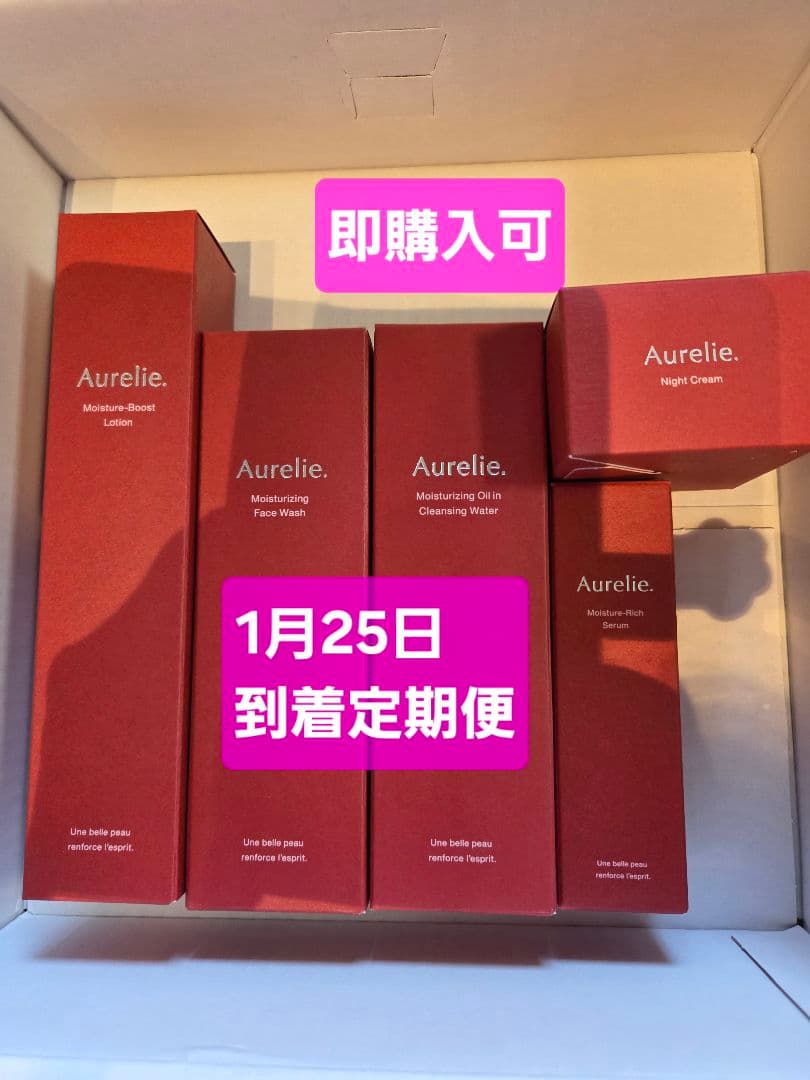 即購入可
Aurelie.
Moisture-Boost
Lotion
Une belle peau
renforce l'esprit.
Aurelie.
Moisturizing
Face Wash
Une belle peau
renforce l'esprit.
Aurelie.
Moisturizing Oil in
Cleansing Water
Une belle peau
renforce l'esprit.
Aurelie.
Night Cream
Aurelie.
Moisture-Rich
Serum
Une belle peau
renforce l'esprit.
1月25日
到着定期便